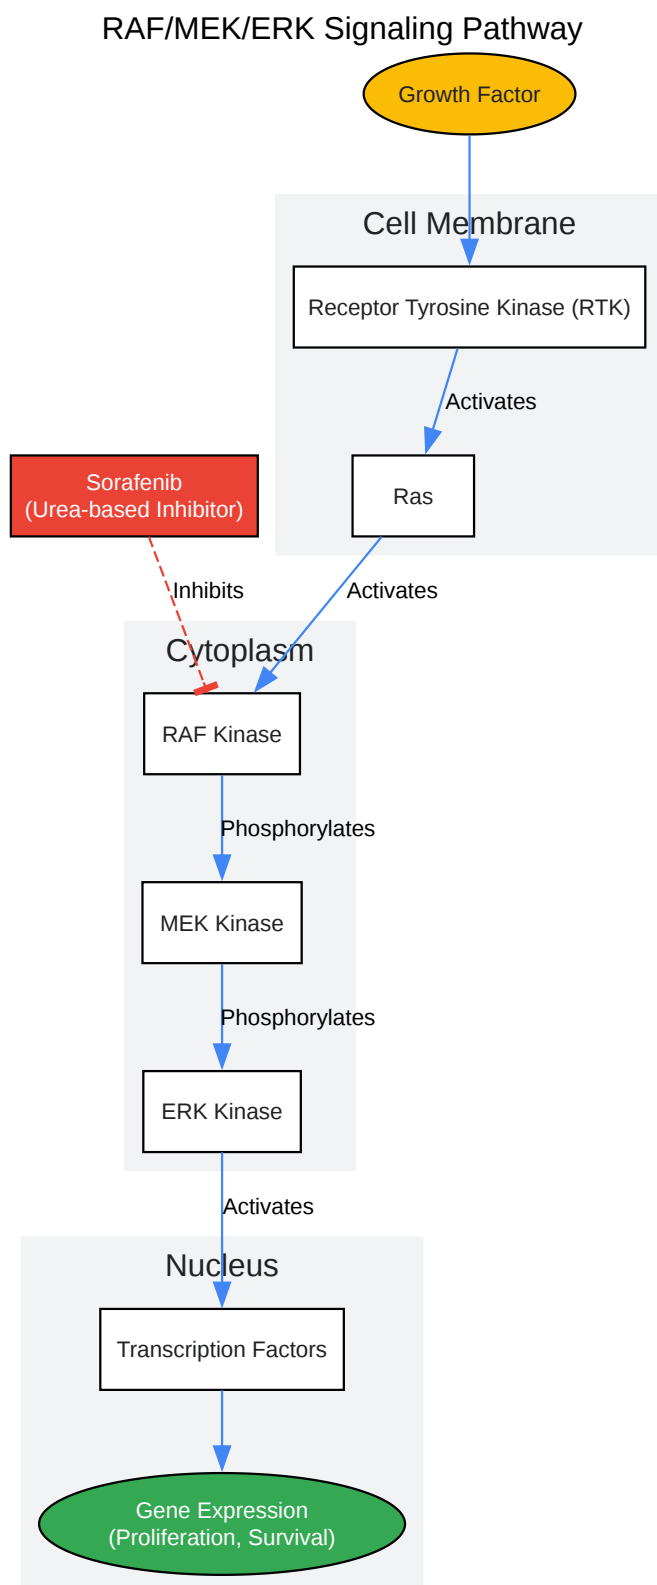 RAF/MEK/ERK Signaling Pathway
Growth Factor
Cell Membrane
Receptor Tyrosine Kinase (RTK)
Activates
Sorafenib
(Urea-based Inhibitor)
Ras
Inhibits
Activates
Cytoplasm
RAF Kinase
Phosphorylates
MEK Kinase
Phosphorylates
ERK Kinase
Activates
Nucleus
Transcription Factors
Gene Expression
(Proliferation, Survival)